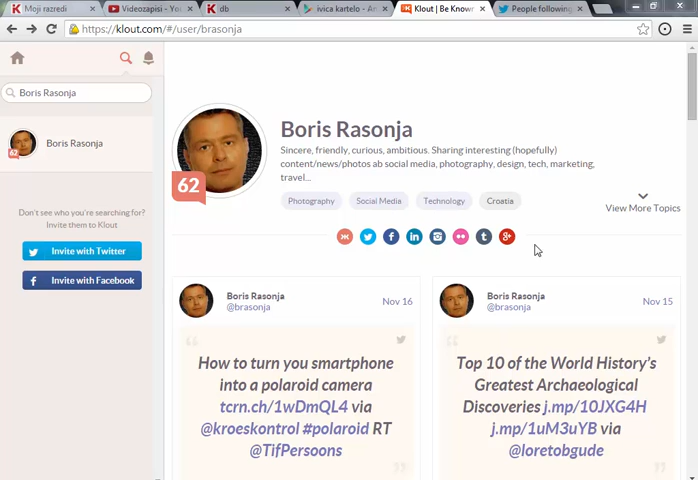 Moji razredi
Videozapisi - Yo
db
ivica kartelo - An
Klout | Be Known
People following
https://klout.com/#/user/brasonja
Boris Rasonja
Boris Rasonja
62
Don't see who you're searching for?
Invite them to Klout
Invite with Twitter
Invite with Facebook
62
Boris Rasonja
Sincere, friendly, curious, ambitious. Sharing interesting (hopefully)
content/news/photos ab social media, photography, design, tech, marketing,
travel...
Photography
Social Media
Technology
Croatia
View More Topics
Boris Rasonja
@brasonja
Nov 16
How to turn you smartphone
into a polaroid camera
tcrn.ch/1wDmQL4 via
@kroeskontrol #polaroid RT
@TifPersoons
Boris Rasonja
@brasonja
Nov 15
Top 10 of the World History's
Greatest Archaeological
Discoveries j.mp/10JXG4H
j.mp/1uM3uYB via
@loretobgude